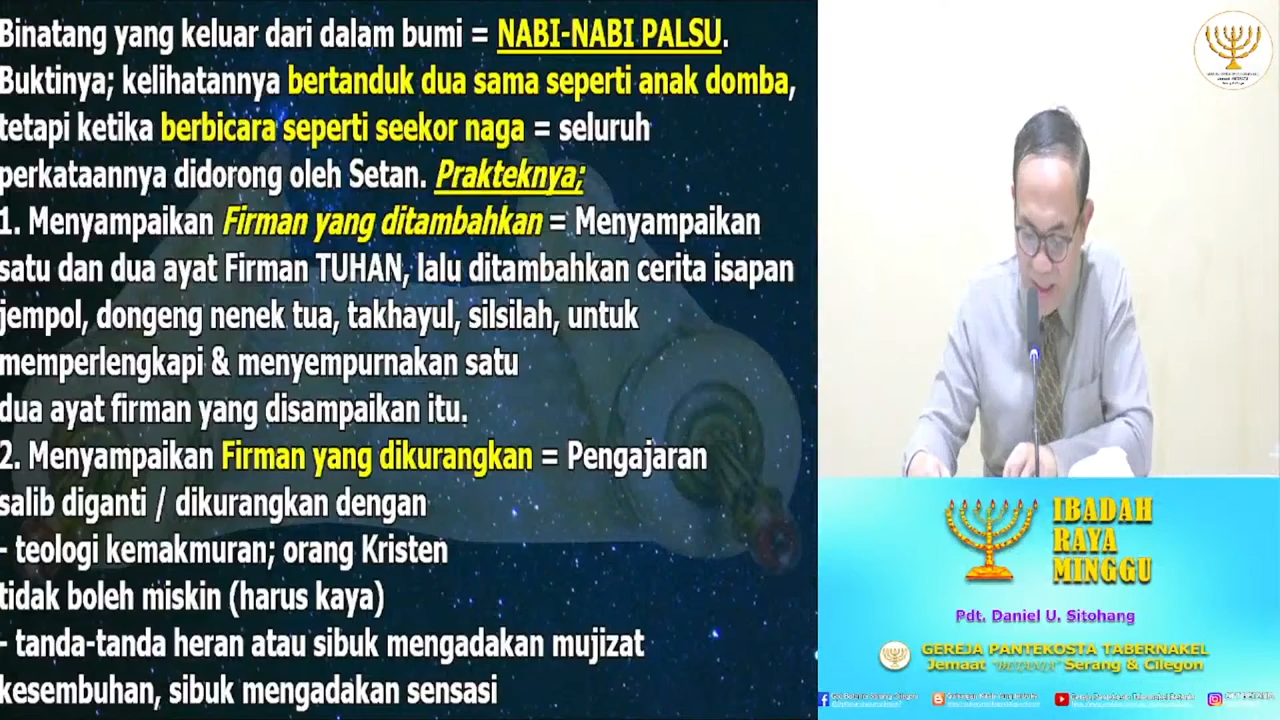 Binatang yang keluar dari dalam bumi = NABI-NABI PALSU.
Buktinya; kelihatannya bertanduk dua sama seperti anak domba,
tetapi ketika berbicara seperti seekor naga = seluruh
perkataannya didorong oleh Setan. Prakteknya;
1. Menyampaikan Firman yang ditambahkan = Menyampaikan
satu dan dua ayat Firman TUHAN, lalu ditambahkan cerita isapan
jempol, dongeng nenek tua, takhayul, silsilah, untuk
memperlengkapi & menyempurnakan satu
dua ayat firman yang disampaikan itu.
2. Menyampaikan Firman yang dikurangkan = Pengajaran
salib diganti / dikurangkan dengan
- teologi kemakmuran; orang Kristen
tidak boleh miskin (harus kaya)
- tanda-tanda heran atau sibuk mengadakan mujizat
kesembuhan, sibuk mengadakan sensasi
IBADAH
RAYA
MINGGU
Pdt. Daniel U. Sitohang
GEREJA PANTEKOSTA TABERNAKEL
Jemaat "BETANIA" Serang & Cilegon